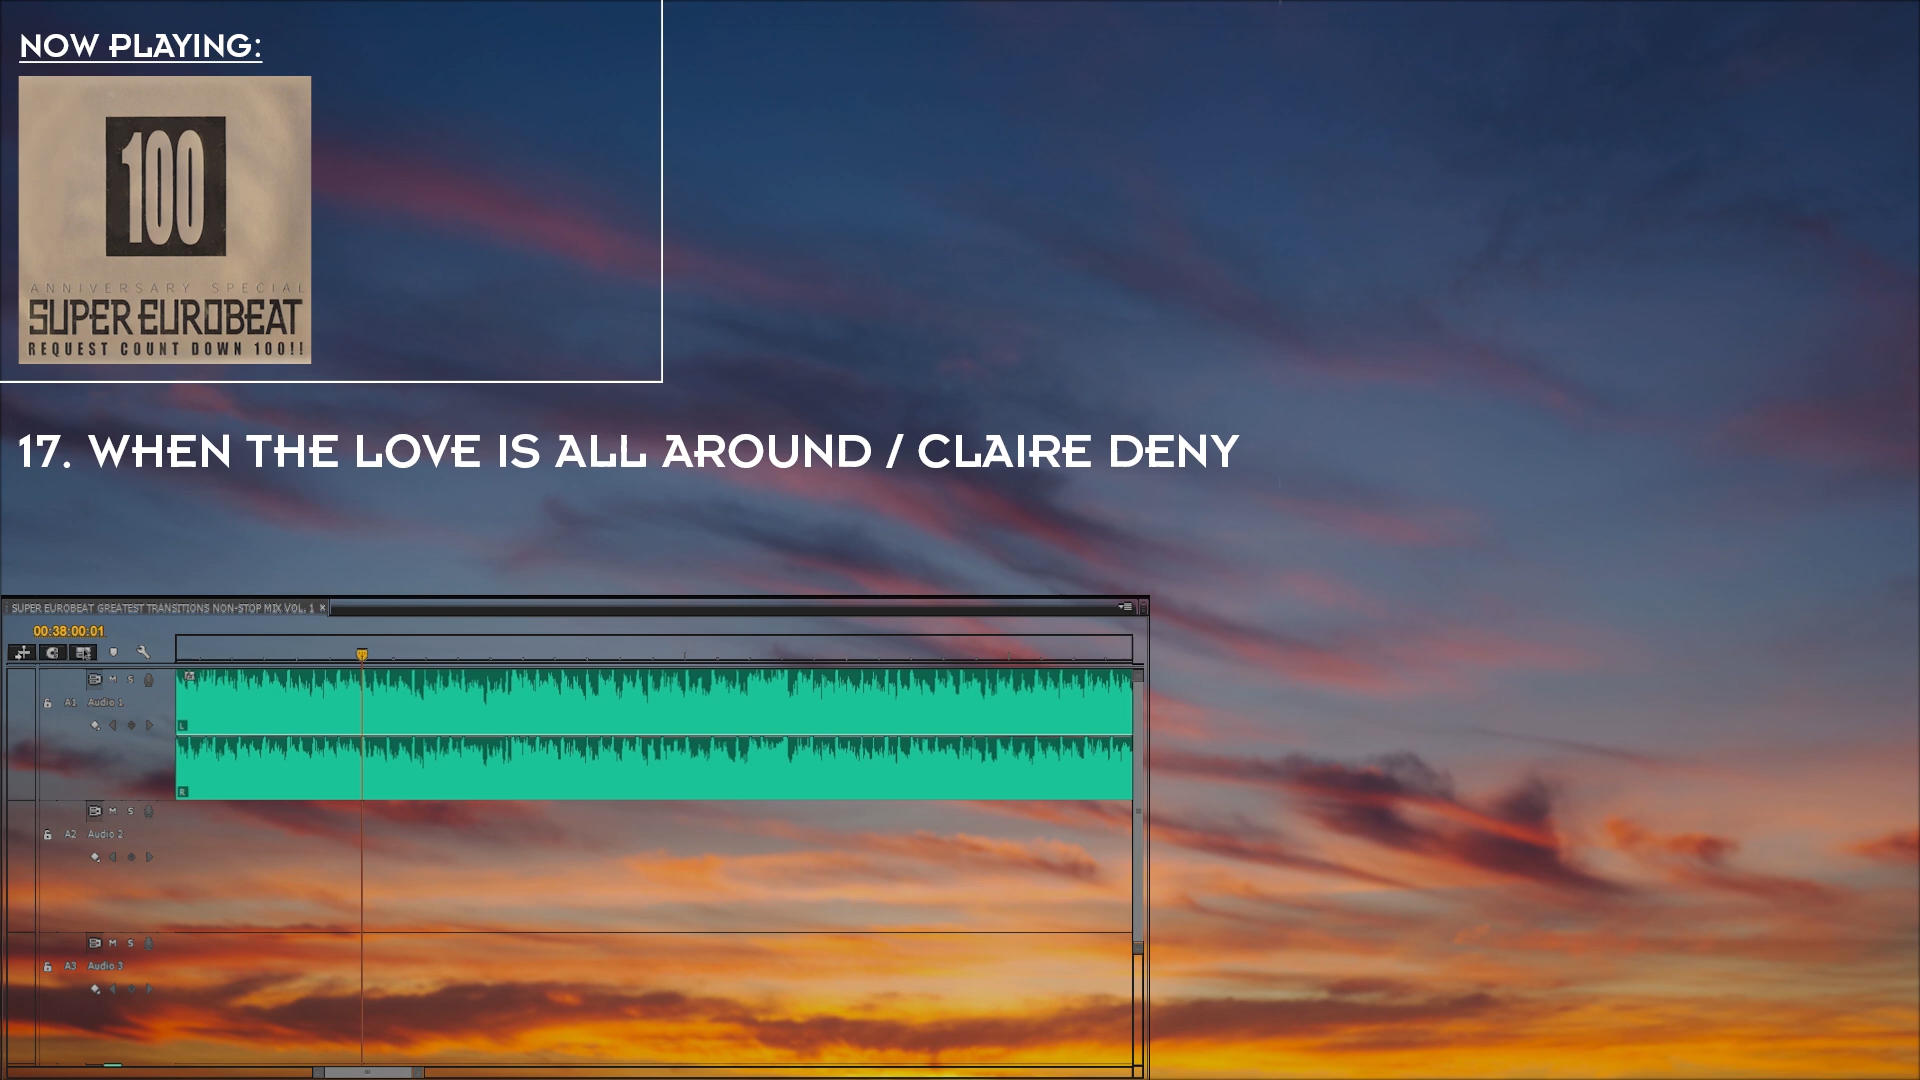 NOW PLAYING:
100
ANNIVERSARY SPECIAL
SUPER EUROBEAT
REQUEST COUNT DOWN 100!!
17. WHEN THE LOVE IS ALL AROUND / CLAIRE DENY
SUPER EUROBEAT GREATEST TRANSITIONS NON-STOP MIX VOL. 1 ×
00:38:00:01
M S
A1 Audio 1
L
R
M S
A2 Audio 2
M S
A3 Audio 3